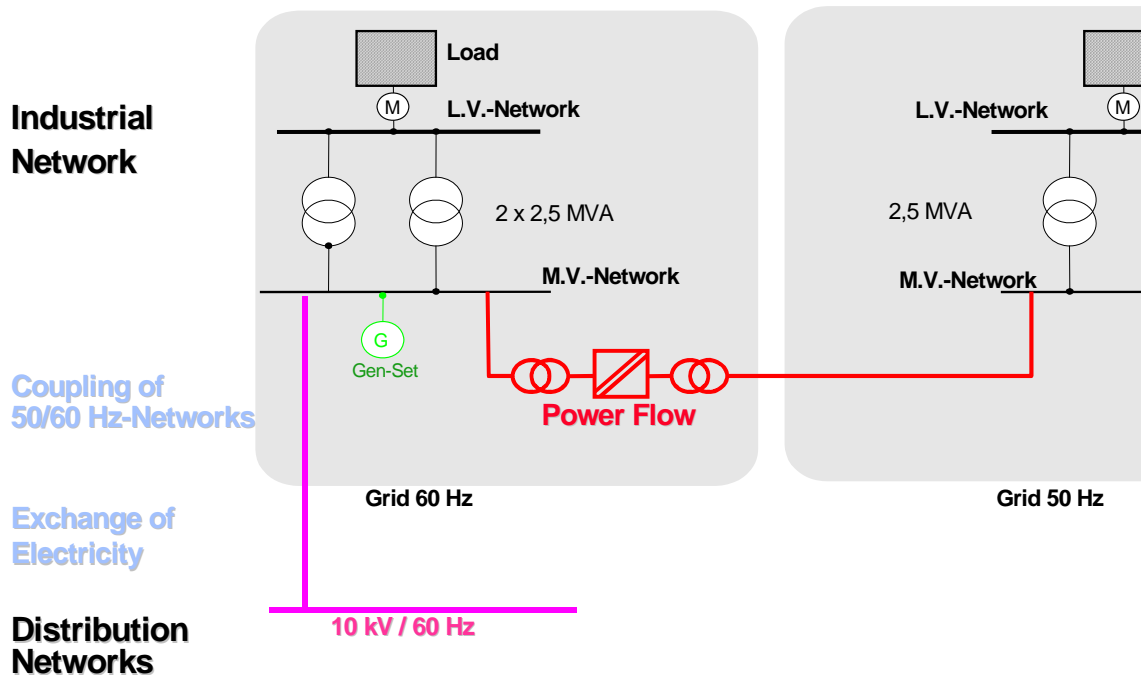 Load
M
L.V.-Network
L.V.-Network
M
Industrial
Network
2 x 2,5 MVA
2,5 MVA
M.V.-Network
M.V.-Network
G
Gen-Set
Coupling of
50/60 Hz-Networks
Power Flow
Grid 60 Hz
Grid 50 Hz
Exchange of
Electricity
10 kV / 60 Hz
Distribution
Networks